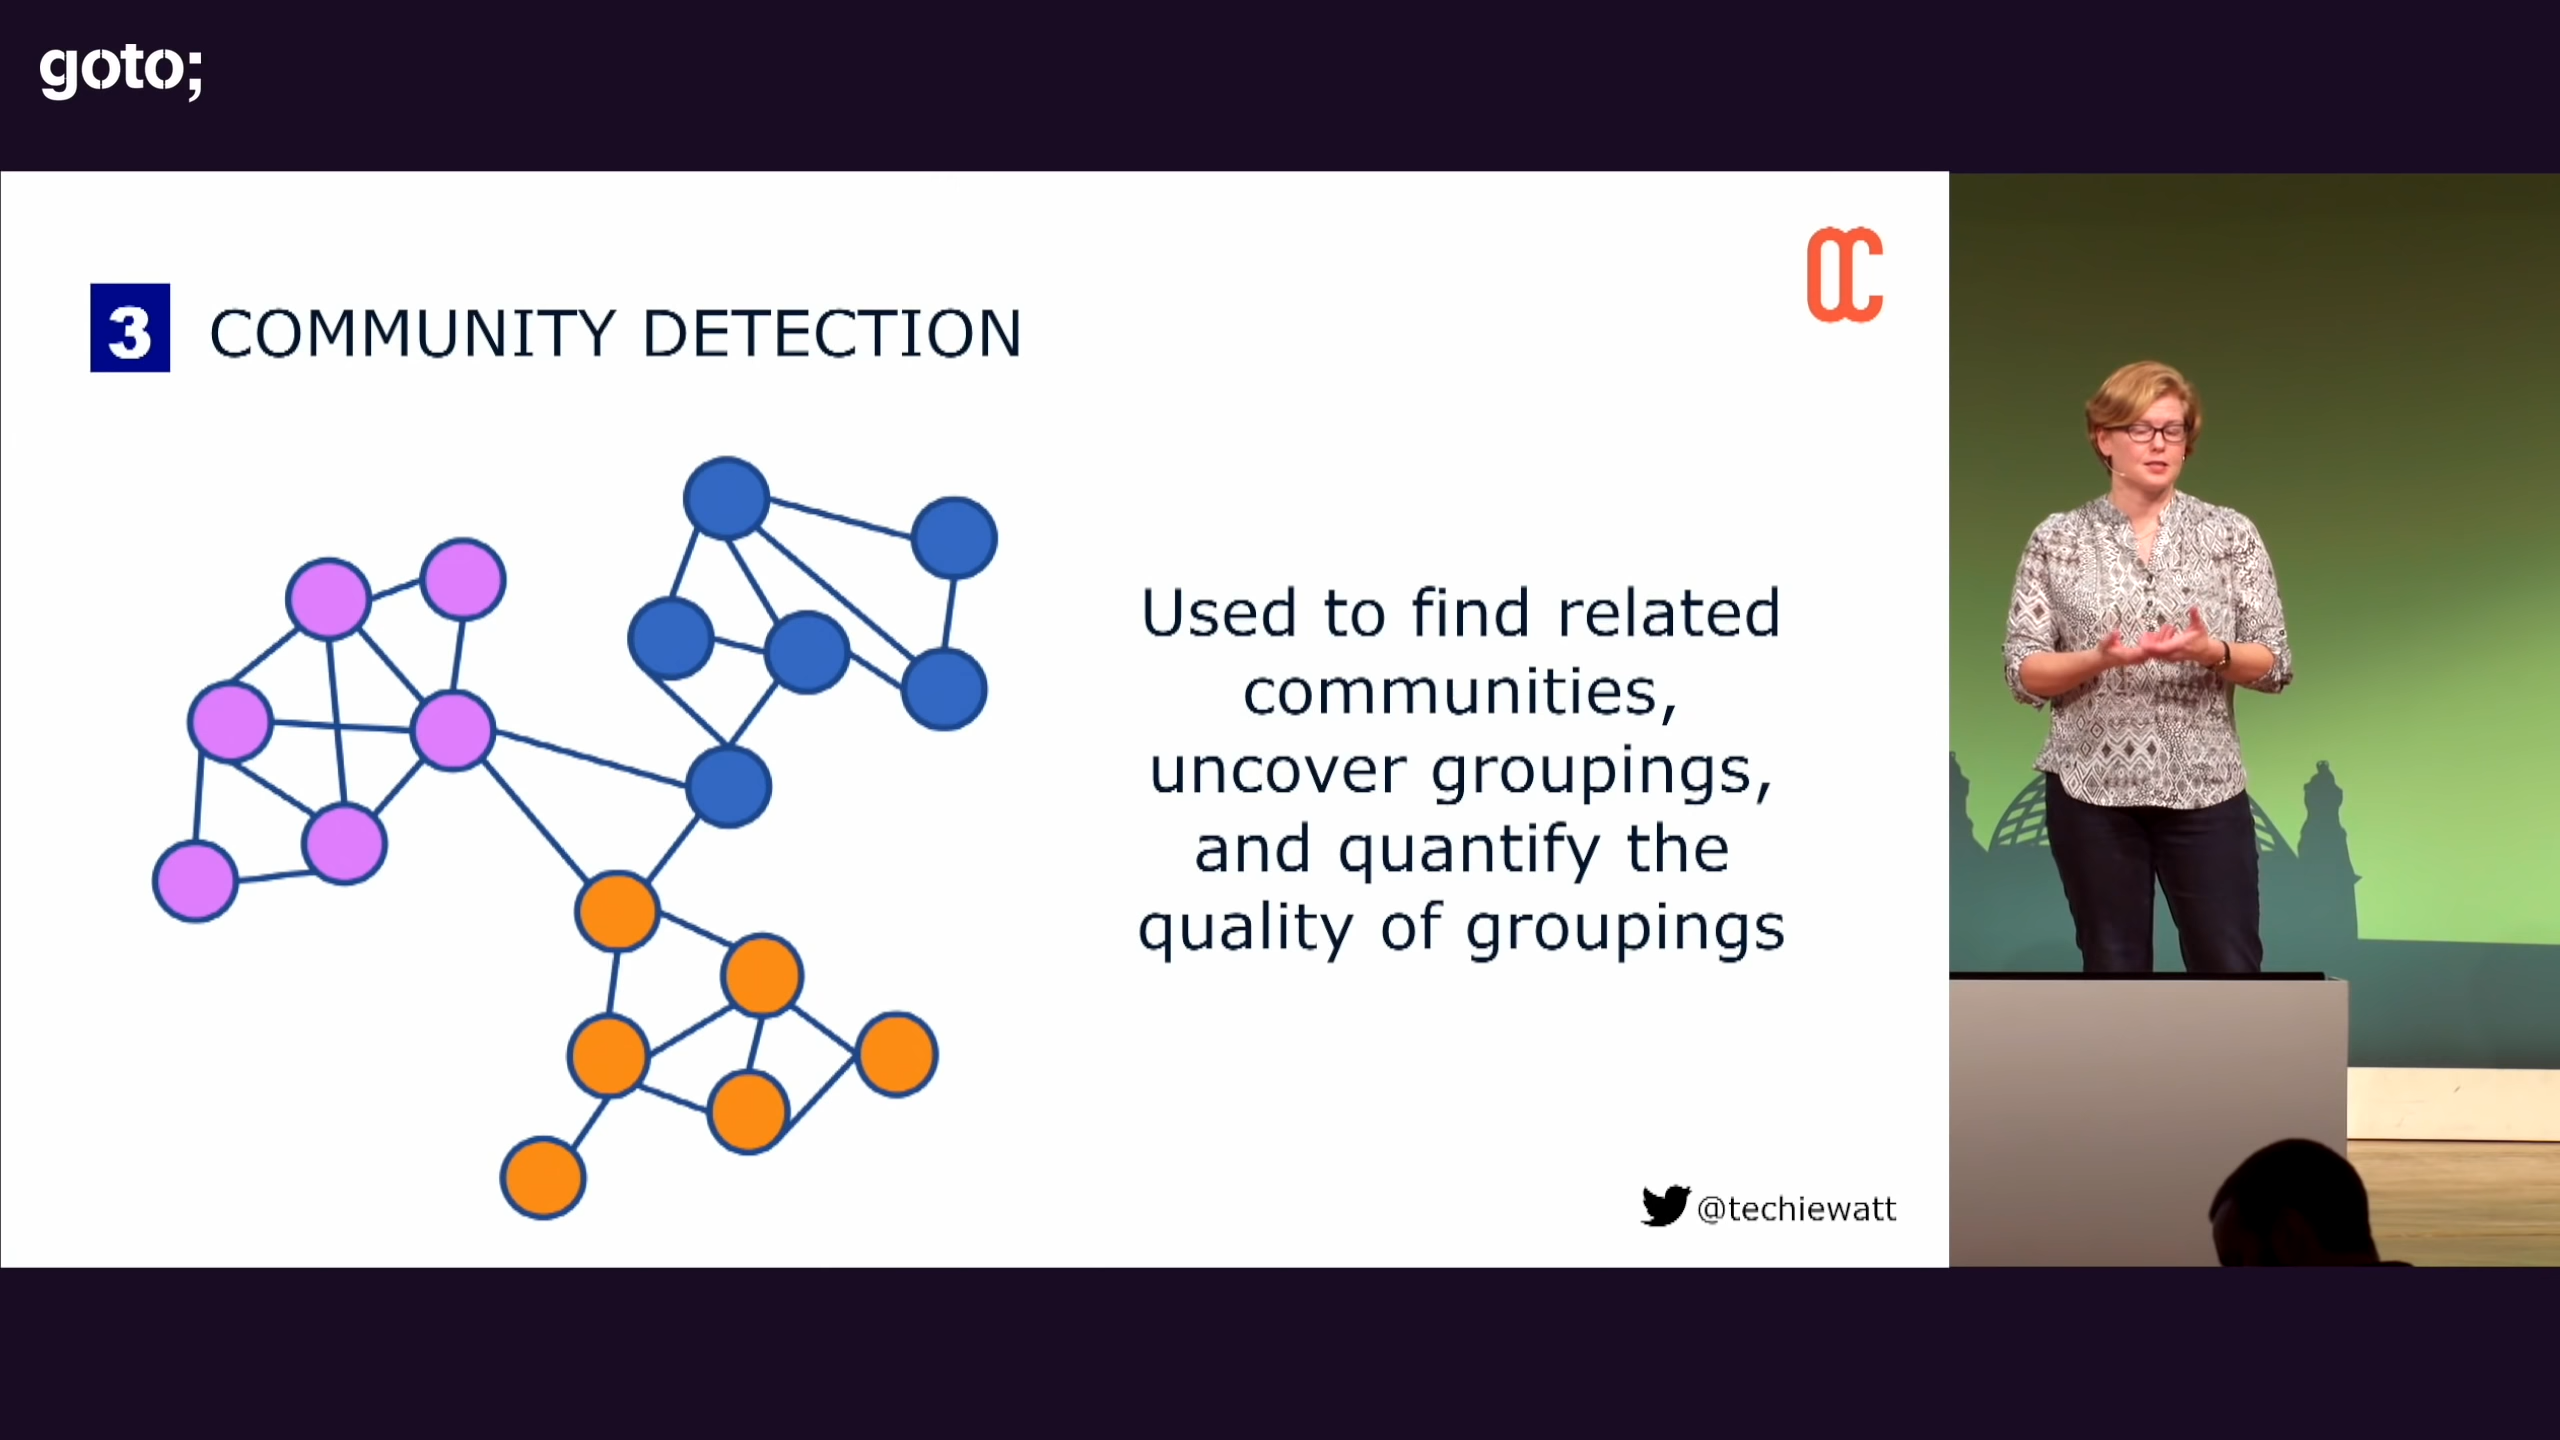 goto;
3 COMMUNITY DETECTION
Used to find related
communities,
uncover groupings,
and quantify the
quality of groupings
@techiewatt